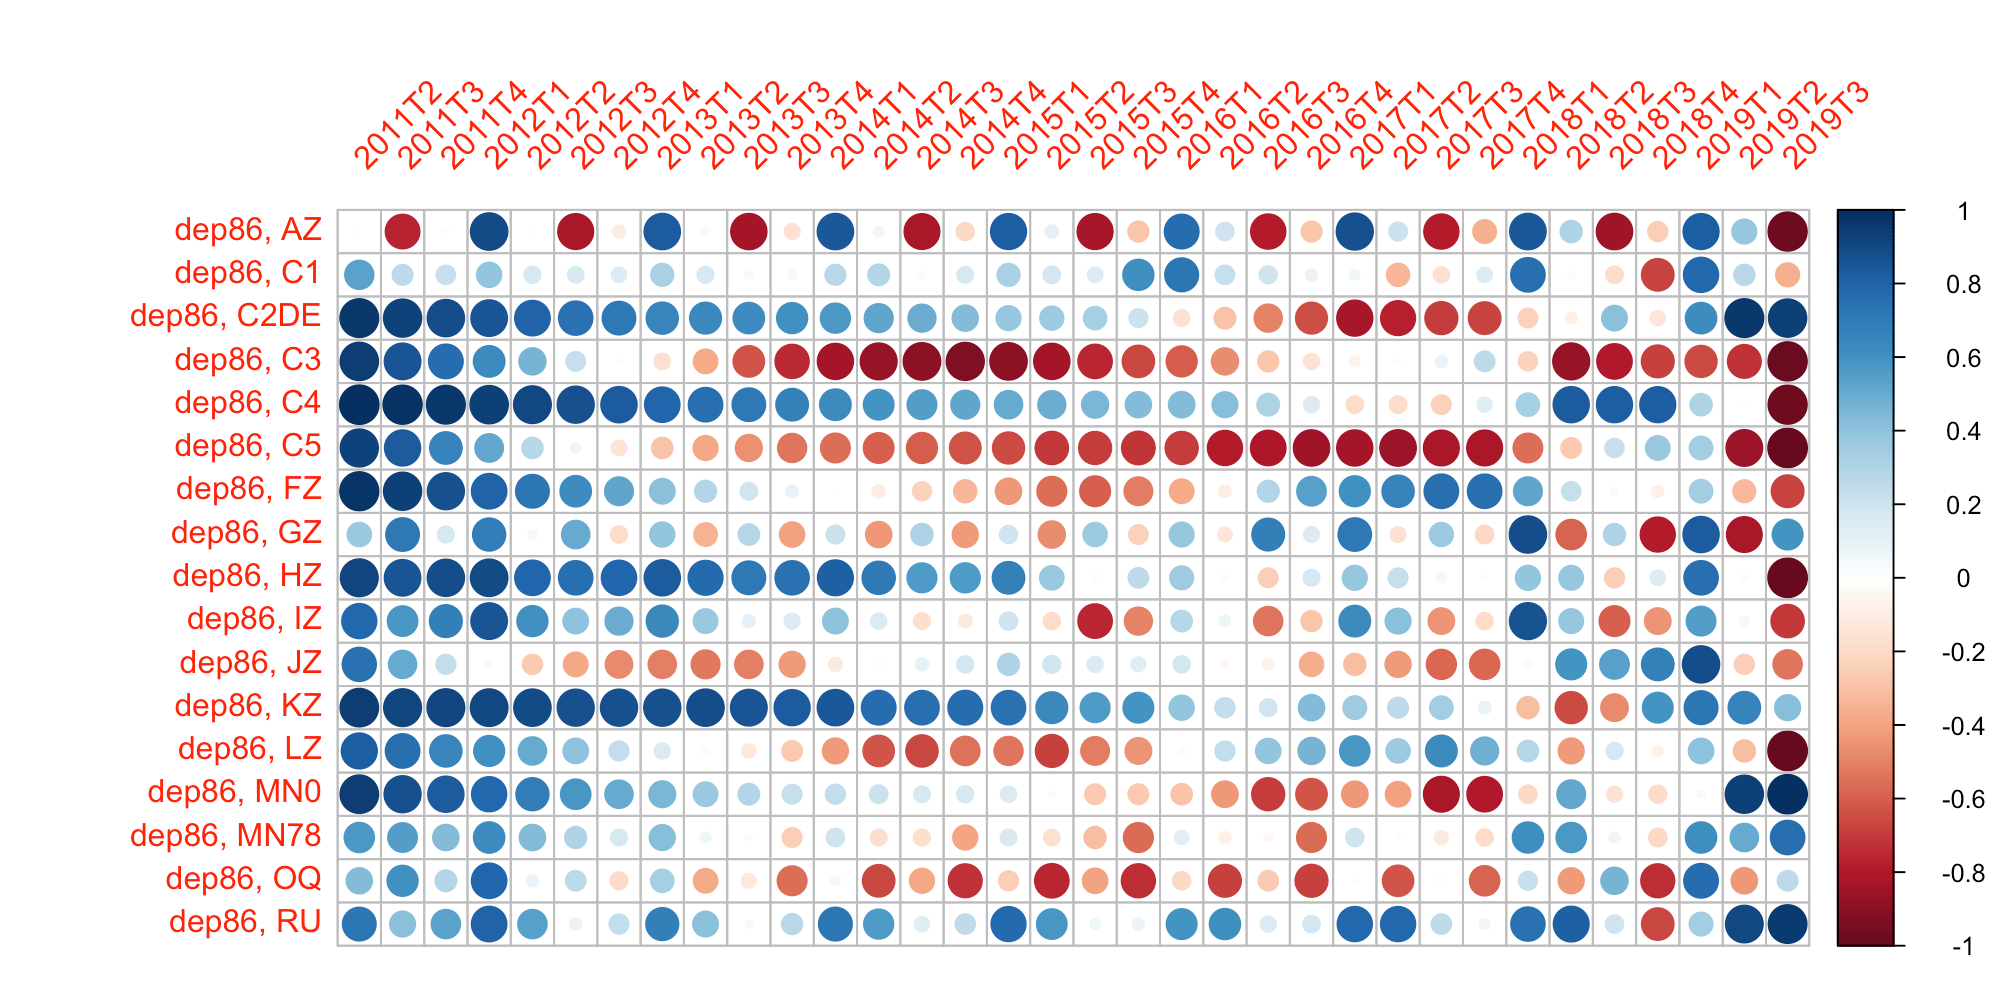 2011T2
2011T3
2011T4
2012T1
2012T2
2012T3
2012T4
2013T1
2013T2
2013T3
2013T4
2014T1
2014T2
2014T3
2014T4
2015T1
2015T2
2015T3
2015T4
2016T1
2016T2
2016T3
2016T4
2017T1
2017T2
2017T3
2017T4
2018T1
2018T2
2018T3
2018T4
2019T1
2019T2
2019T3
dep86, AZ
dep86, C1
dep86, C2DE
dep86, C3
dep86, C4
dep86, C5
dep86, FZ
dep86, GZ
dep86, HZ
dep86, IZ
dep86, JZ
dep86, KZ
dep86, LZ
dep86, MN0
dep86, MN78
dep86, OQ
dep86, RU
1
0.8
0.6
0.4
0.2
0
-0.2
-0.4
-0.6
-0.8
-1